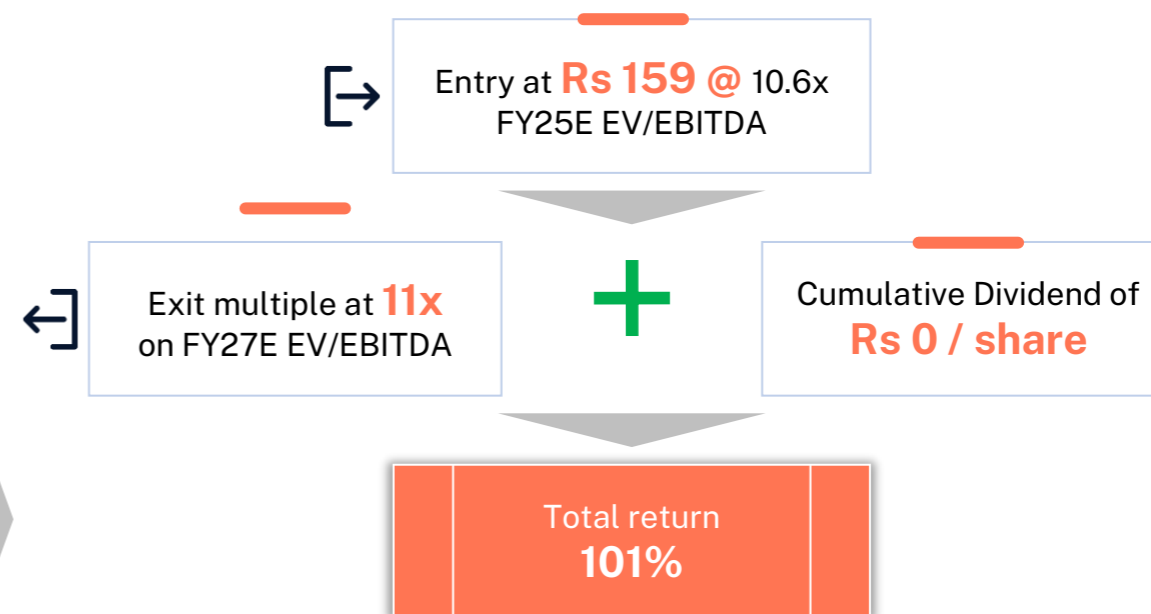 Entry at Rs 159 @ 10.6x
FY25E EV/EBITDA
Exit multiple at 11x
on FY27E EV/EBITDA
Cumulative Dividend of
Rs 0 / share
Total return
101%